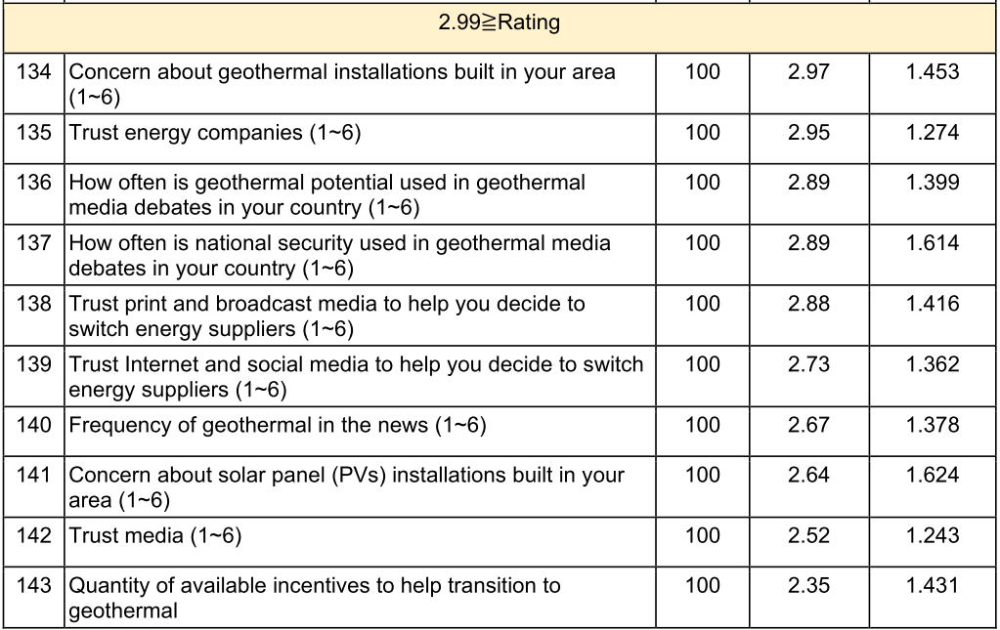 2.99≧Rating
134 Concern about geothermal installations built in your area 100 2.97 1.453
(1~6)
135 Trust energy companies (1~6) 100 2.95 1.274
136 How often is geothermal potential used in geothermal 100 2.89 1.399
media debates in your country (1~6)
137 How often is national security used in geothermal media 100 2.89 1.614
debates in your country (1~6)
138 Trust print and broadcast media to help you decide to 100 2.88 1.416
switch energy suppliers (1~6)
139 Trust Internet and social media to help you decide to switch 100 2.73 1.362
energy suppliers (1~6)
140 Frequency of geothermal in the news (1~6) 100 2.67 1.378
141 Concern about solar panel (PVs) installations built in your 100 2.64 1.624
area (1~6)
142 Trust media (1~6) 100 2.52 1.243
143 Quantity of available incentives to help transition to 100 2.35 1.431
geothermal